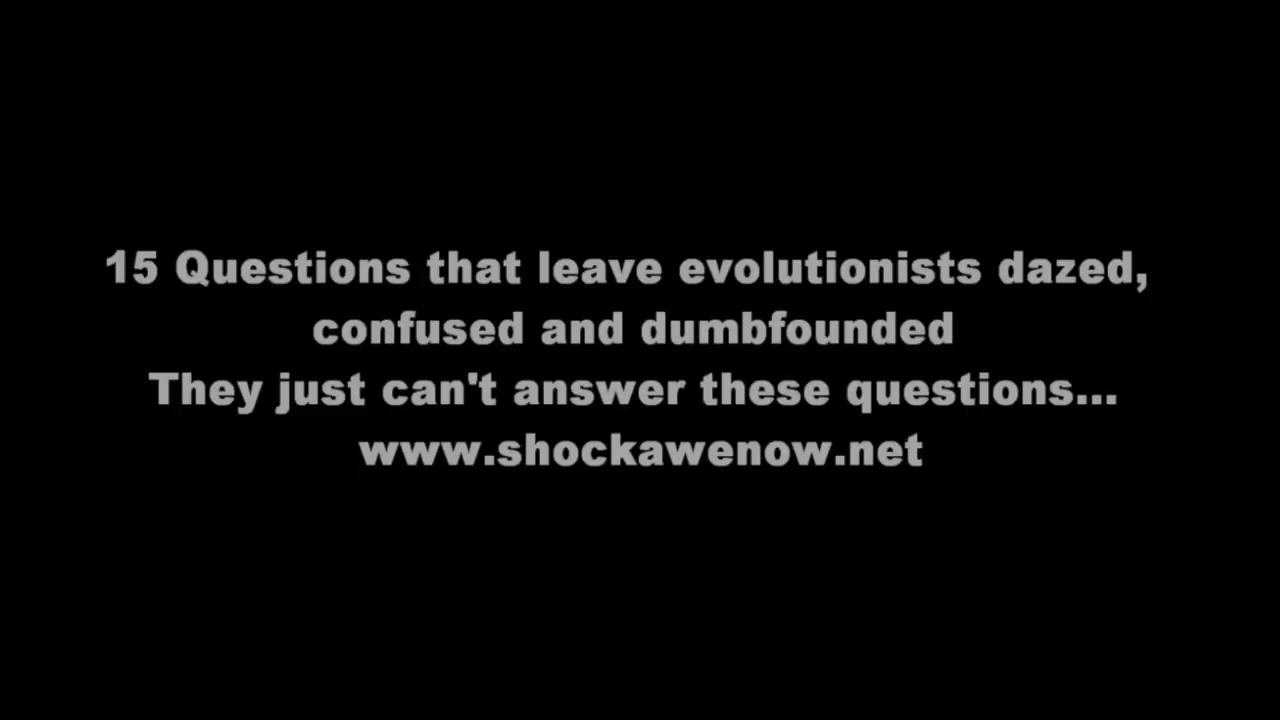 15 Questions that leave evolutionists dazed,
confused and dumbfounded
They just can't answer these questions...
www.shockawenow.net